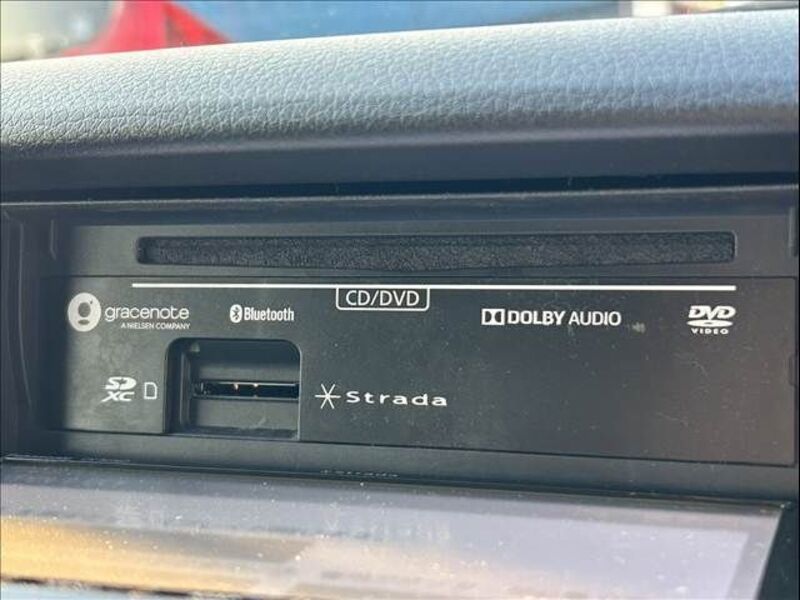 CD/DVD
gracenote
A NIELSEN COMPANY
Bluetooth
DOLBY AUDIO
DVD
VIDEO
SD
XC
Strada